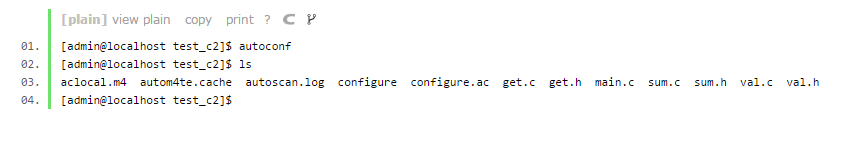 [plain] view plain copy print ?
01. [admin@localhost test_c2]$ autoconf
02. [admin@localhost test_c2]$ ls
03. aclocal.m4 autom4te.cache autoscan.log configure configure.ac get.c get.h main.c sum.c sum.h val.c val.h
04. [admin@localhost test_c2]$